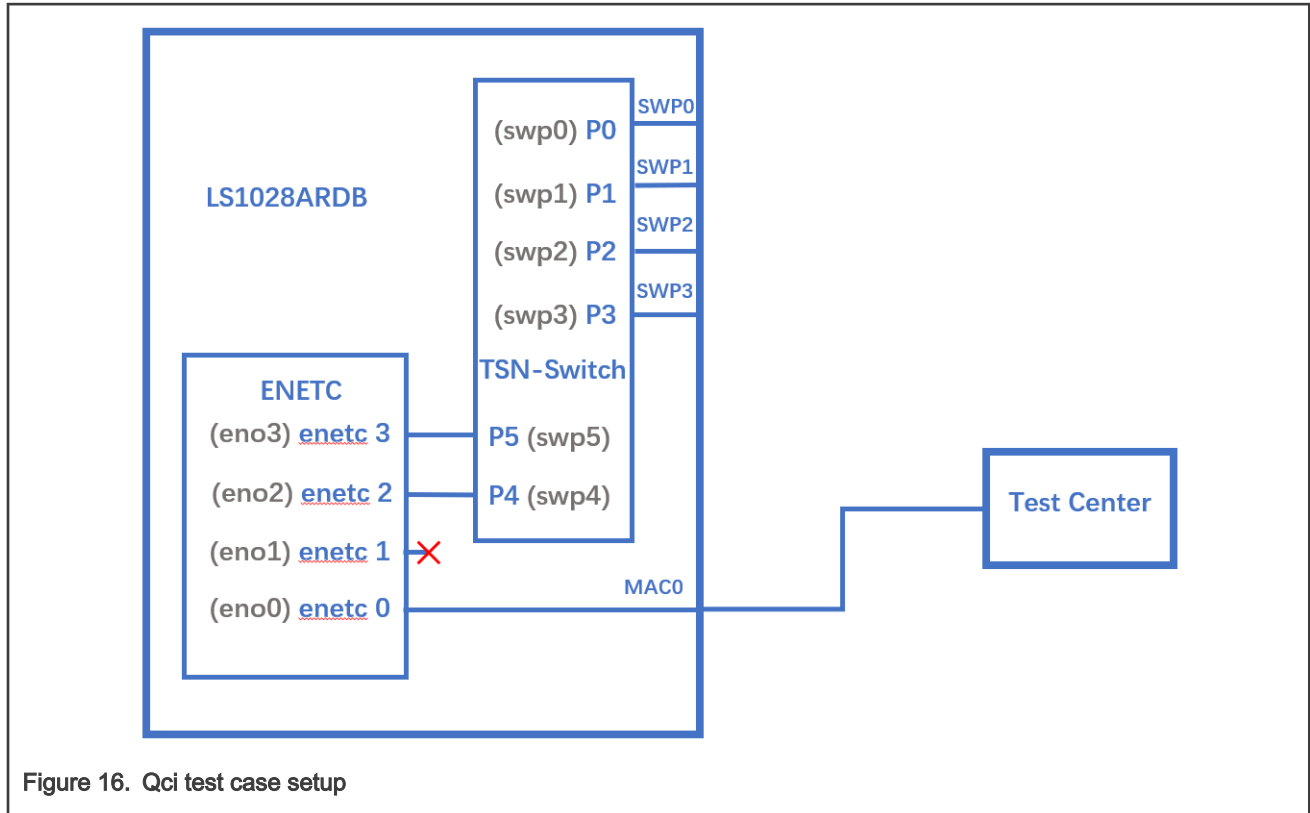 SWP0
(swp0) P0
SWP1
(swp1) P1
LS1028ARDB
SWP2
(swp2) P2
SWP3
(swp3) P3
TSN-Switch
ENETC
(eno3) enetc 3
P5 (swp5)
(eno2) enetc 2
P4 (swp4)
Test Center
(eno1) enetc 1
MAC0
(eno0) enetc 0
Figure 16. Qci test case setup